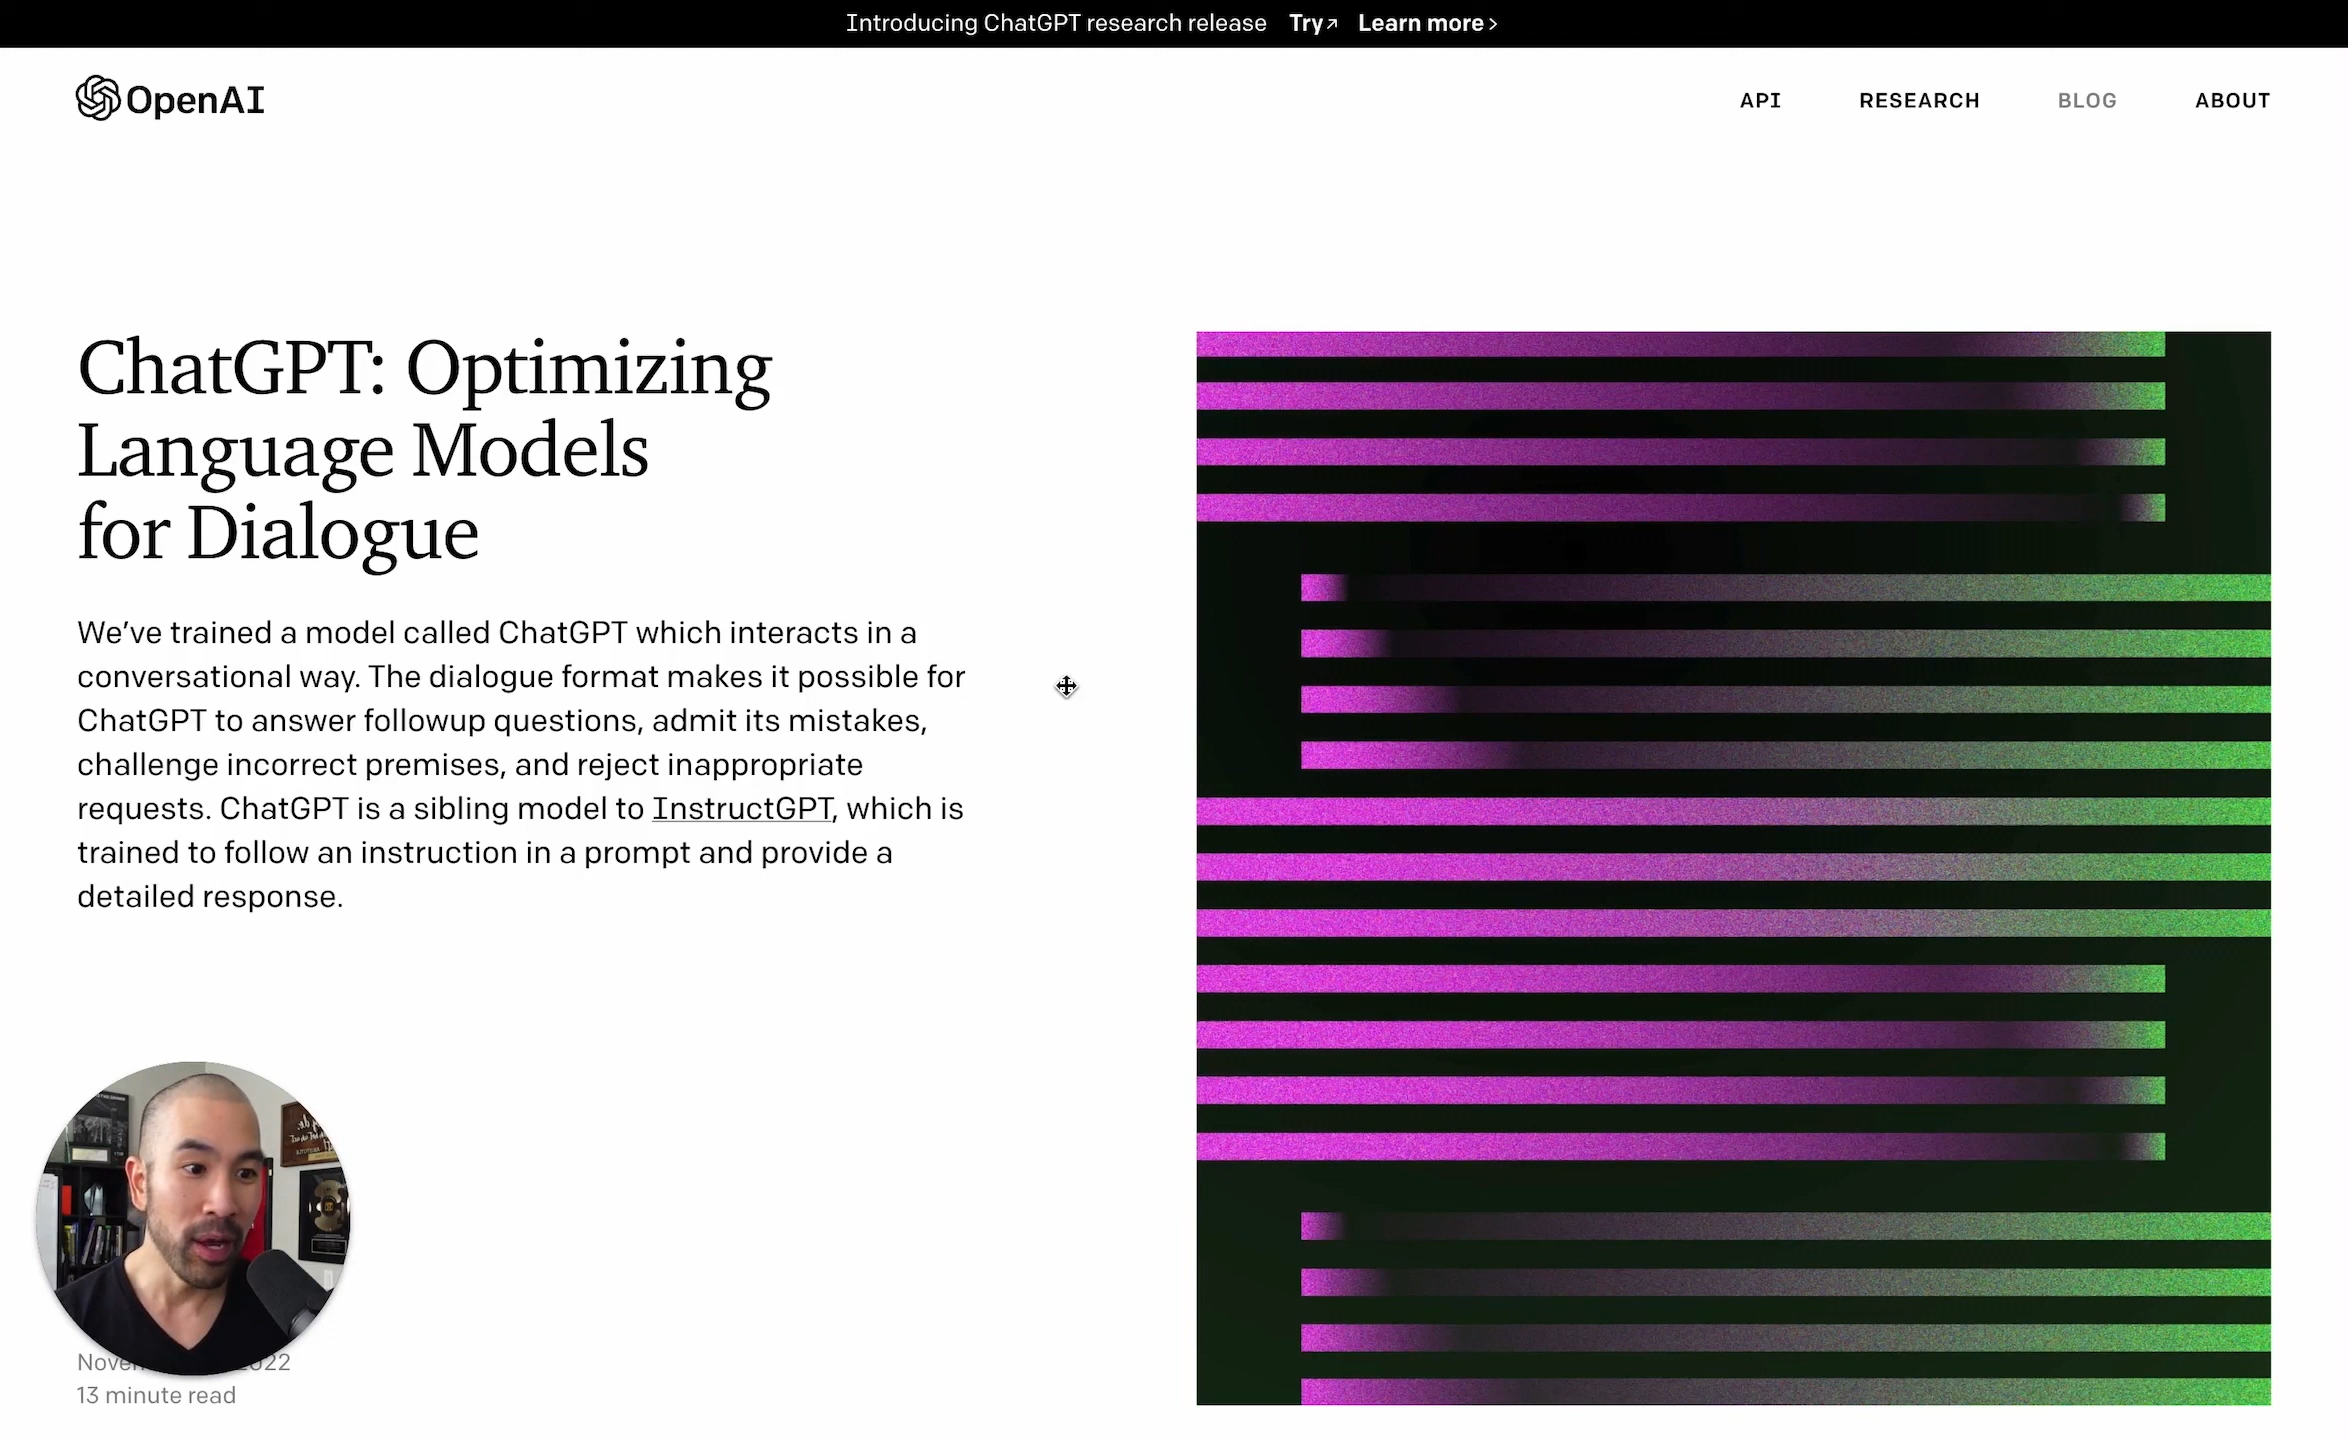 Introducing ChatGPT research release Try↗ Learn more >
OpenAI
API RESEARCH BLOG ABOUT
ChatGPT: Optimizing
Language Models
for Dialogue
We’ve trained a model called ChatGPT which interacts in a
conversational way. The dialogue format makes it possible for
ChatGPT to answer followup questions, admit its mistakes,
challenge incorrect premises, and reject inappropriate
requests. ChatGPT is a sibling model to InstructGPT, which is
trained to follow an instruction in a prompt and provide a
detailed response.
13 minute read